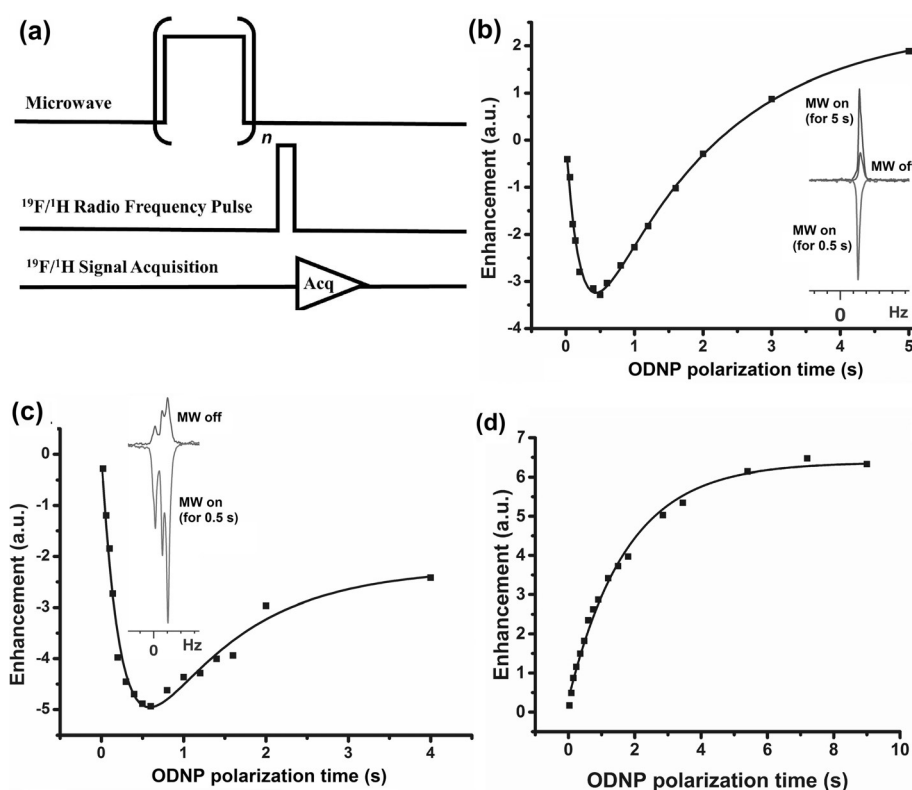 (a)
Microwave
n
¹⁹F/¹H Radio Frequency Pulse
¹⁹F/¹H Signal Acquisition
Acq
(b)
Enhancement (a.u.)
2
1
0
-1
-2
-3
-4
0
1
2
3
4
5
ODNP polarization time (s)
MW on
(for 5 s)
MW off
MW on
(for 0.5 s)
0
Hz
(c)
Enhancement (a.u.)
0
-1
-2
-3
-4
-5
0
1
2
3
4
ODNP polarization time (s)
MW off
MW on
(for 0.5 s)
0
Hz
(d)
Enhancement (a.u.)
7
6
5
4
3
2
1
0
0
2
4
6
8
10
ODNP polarization time (s)